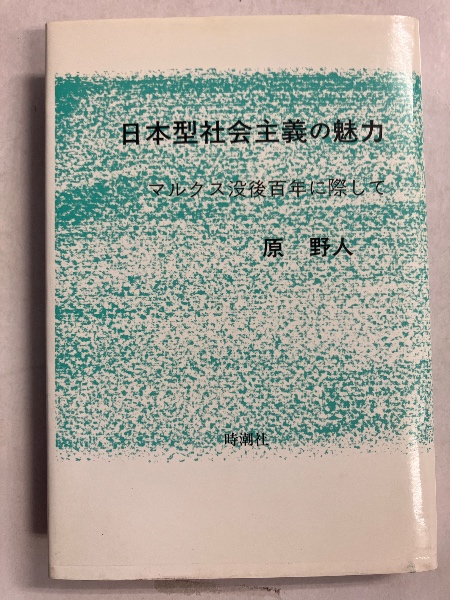 日本型社会主義の魅力
マルクス没後百年に際して
原 野人
時潮社